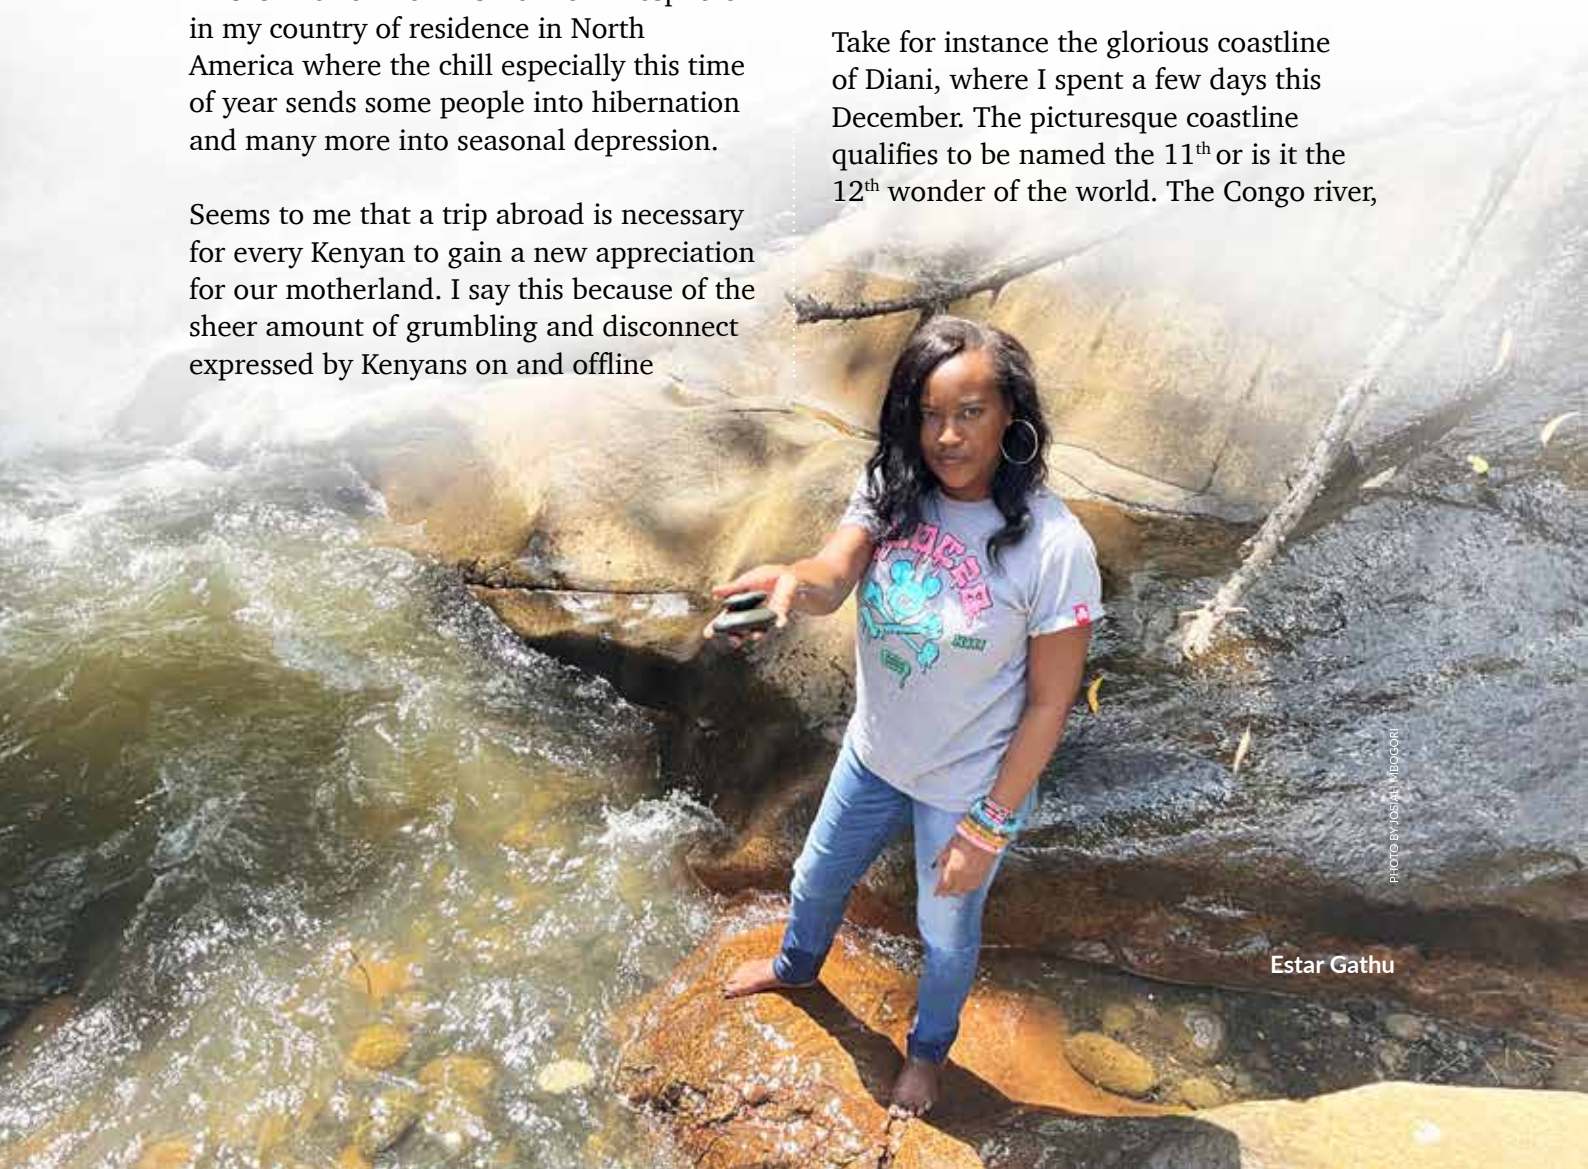 in my country of residence in North
America where the chill especially this time
of year sends some people into hibernation
and many more into seasonal depression.
Seems to me that a trip abroad is necessary
for every Kenyan to gain a new appreciation
for our motherland. I say this because of the
sheer amount of grumbling and disconnect
expressed by Kenyans on and offline
Take for instance the glorious coastline
of Diani, where I spent a few days this
December. The picturesque coastline
qualifies to be named the 11th or is it the
12th wonder of the world. The Congo river,
PHOTO BY JOSIAH MBOGORI
Estar Gathu